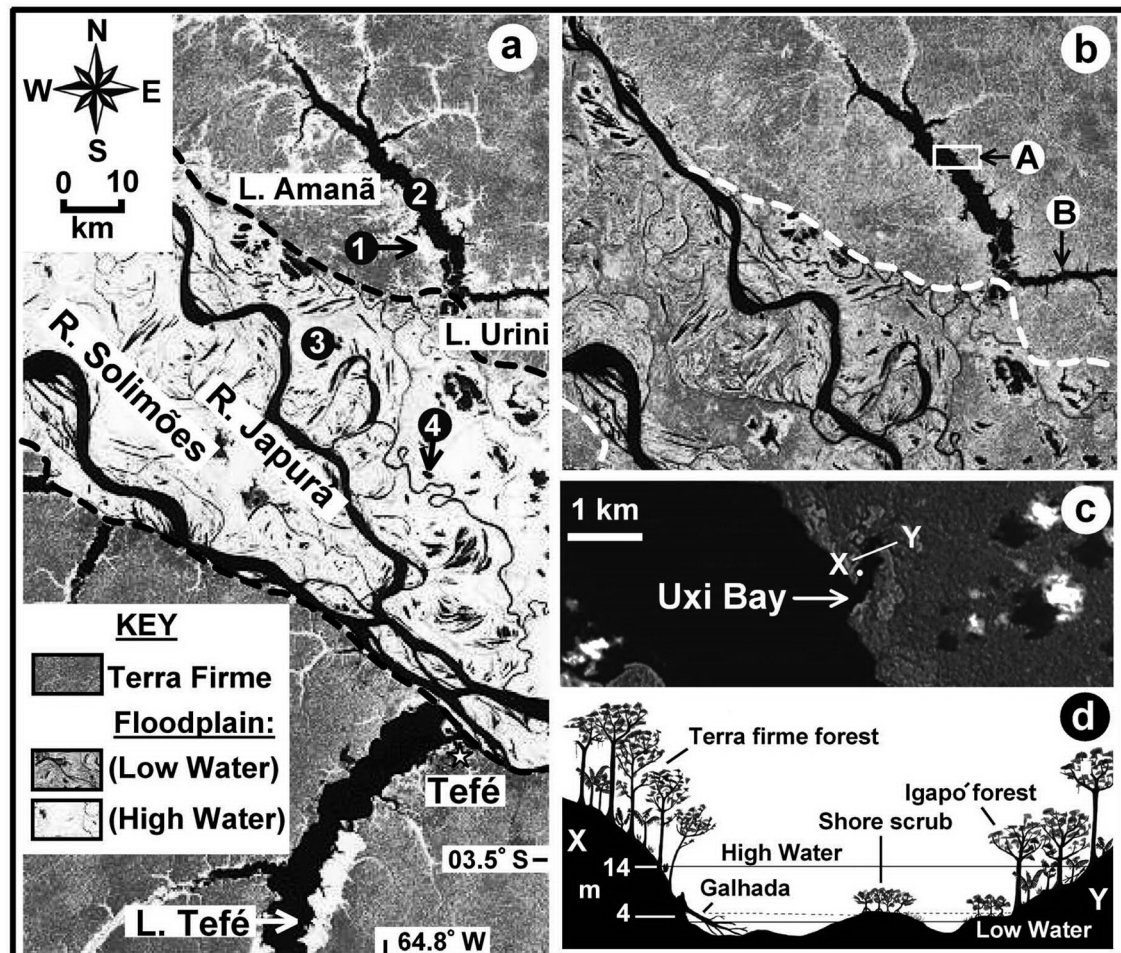 N
W E
S
0 10
km
a
L. Amanã
2
1
L. Urini
3
R. Solimões
R. Japurá
4
KEY
Terra Firme
Floodplain:
(Low Water)
(High Water)
Tefé
03.5° S
L. Tefé
64.8° W
b
A
B
1 km
c
Y
X
Uxi Bay
d
Terra firme forest
Igapó forest
Shore scrub
X
14
High Water
m
Galhada
4
Y
Low Water